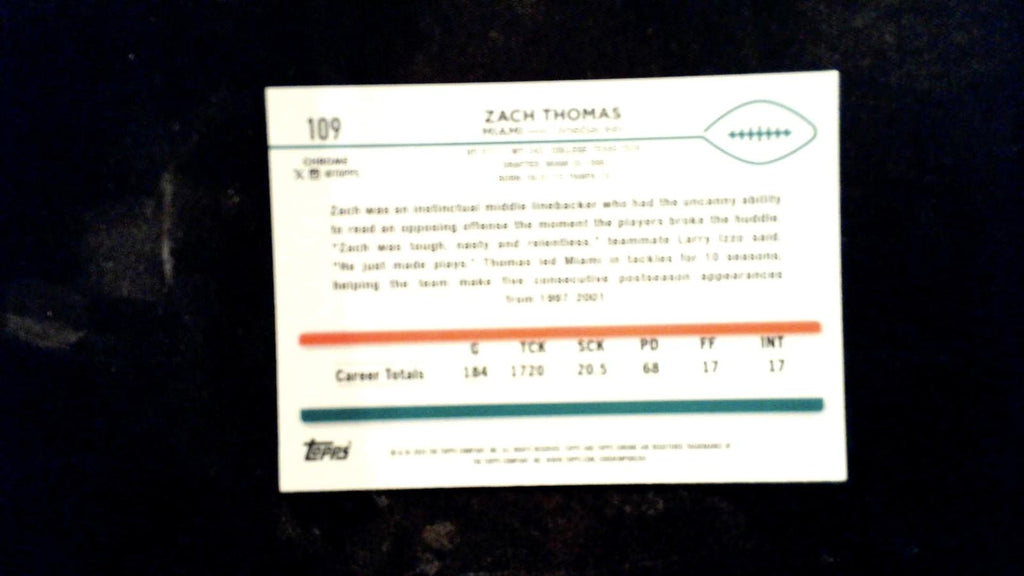 109
ZACH THOMAS
MIAMI
CHROME
Zach was an instinctual middle linebacker who had the uncanny ability
to read an opposing offense the moment the players broke the huddle.
"Zach was tough, nasty and relentless," teammate Larry Izzo said.
"He just made plays." Thomas led Miami in tackles for 10 seasons,
helping the team make five consecutive postseason appearances
from 1997-2001.
G TCK SCK PD FF INT
Career Totals 184 1720 20.5 68 17 17
Topps